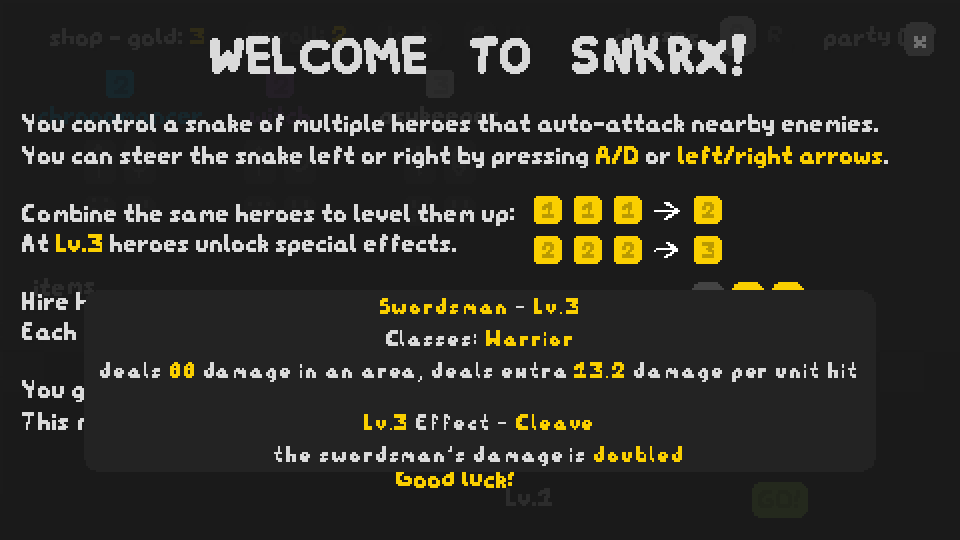 shop - gold: 3
party
WELCOME TO SNKRX!
x
R
2
3
You control a snake of multiple heroes that auto-attack nearby enemies.
You can steer the snake left or right by pressing A/D or left/right arrows.
Combine the same heroes to level them up: 1 1 1 → 2
At Lv.3 heroes unlock special effects. 2 2 2 → 3
items
Hire
Each
You g
This
Swordsman - Lv.3
Classes: Warrior
deals 88 damage in an area, deals extra 13.2 damage per unit hit
Lv.3 Effect - Cleave
the swordsman's damage is doubled
Good luck!
Lv.1
GO!